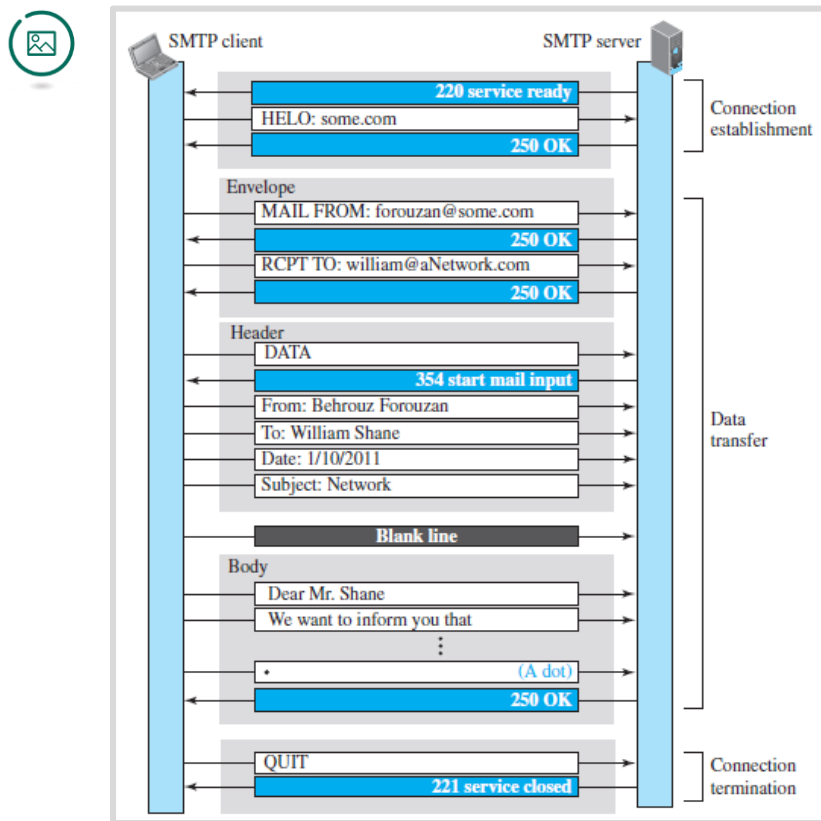 SMTP client
SMTP server
220 service ready
HELO: some.com
250 OK
Connection
establishment
Envelope
MAIL FROM: forouzan@some.com
250 OK
RCPT TO: william@aNetwork.com
250 OK
Header
DATA
354 start mail input
From: Behrouz Forouzan
To: William Shane
Date: 1/10/2011
Subject: Network
Data
transfer
Blank line
Body
Dear Mr. Shane
We want to inform you that
⋮
• (A dot)
250 OK
QUIT
221 service closed
Connection
termination